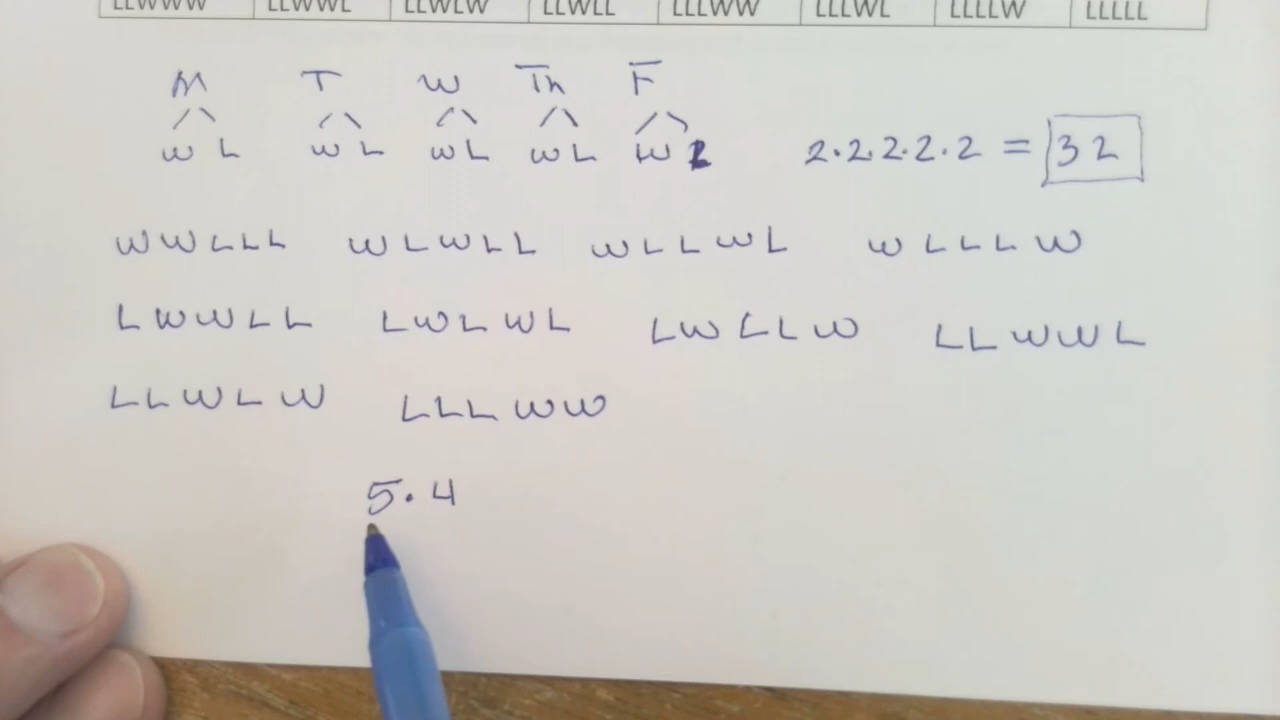 LLWWW LLWWL LLWLW LLWLL LLLWW LLLWL LLLLW LLLLL
M T W Th F
W L W L W L W L W L 2·2·2·2·2 = 32
WWLLL WLWLL WLLWL WLLLW
LWWLL LWLWL LWLLW LLWWL
LLWLW LLLWW
5·4